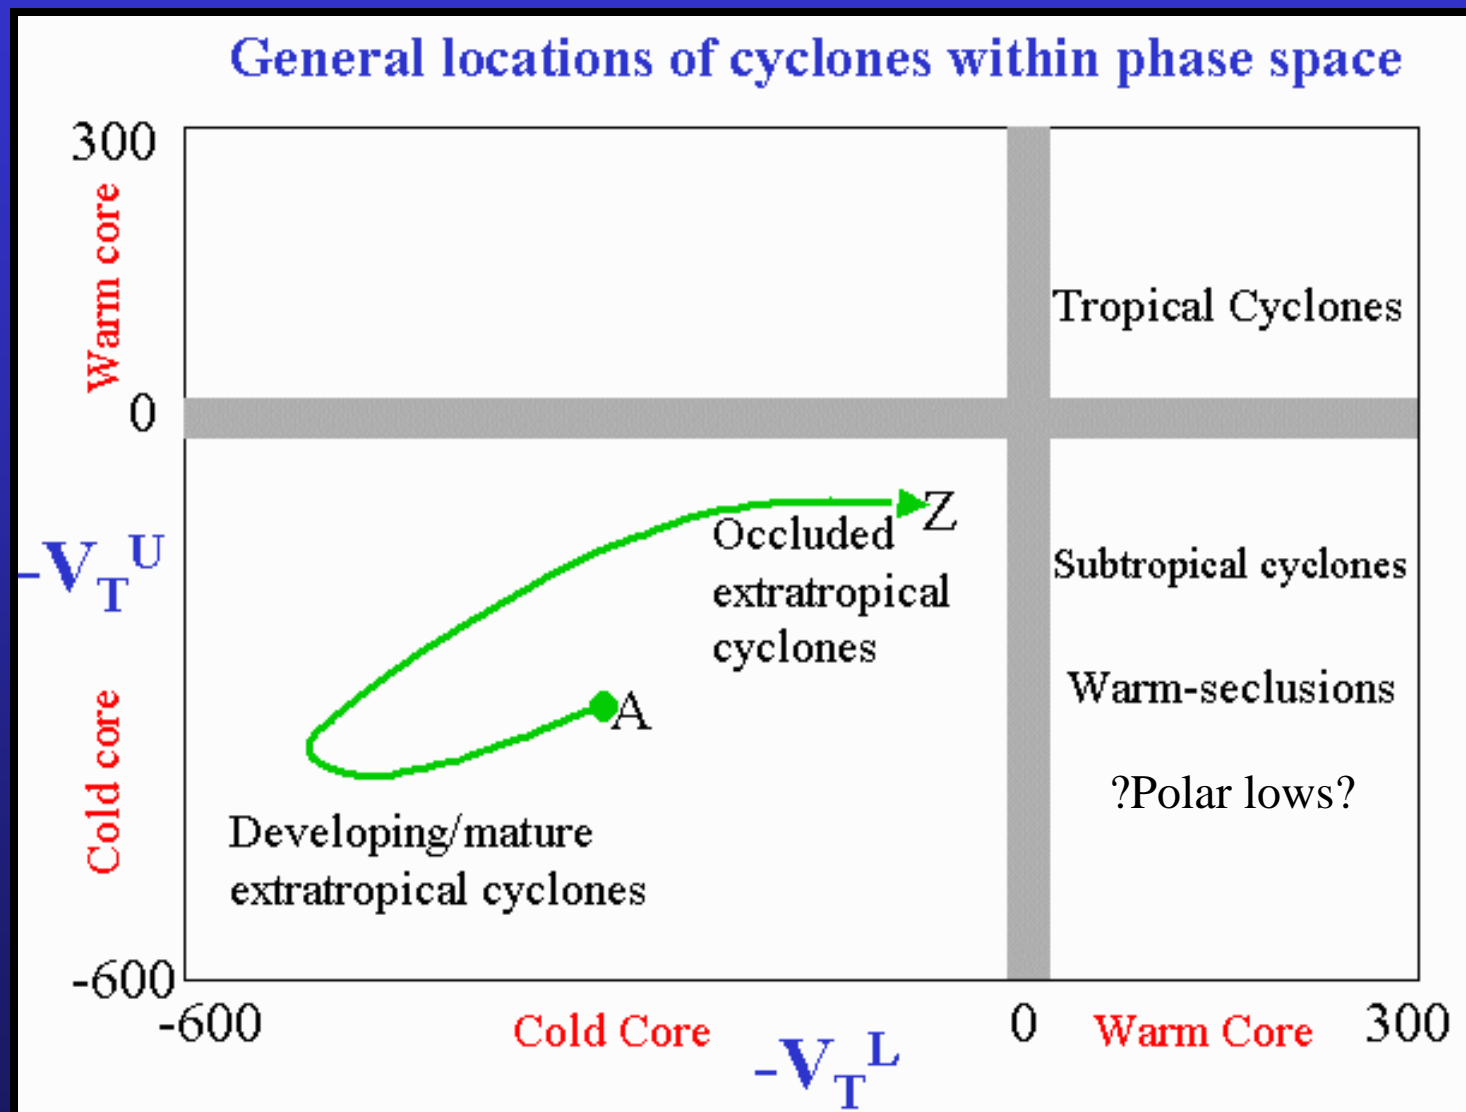 General locations of cyclones within phase space
300
Warm core
Tropical Cyclones
0
Z
Occluded
extratropical
cyclones
-V_T^U
Subtropical cyclones
Warm-seclusions
A
Cold core
?Polar lows?
Developing/mature
extratropical cyclones
-600
-600
Cold Core
0
Warm Core
300
-V_T^L